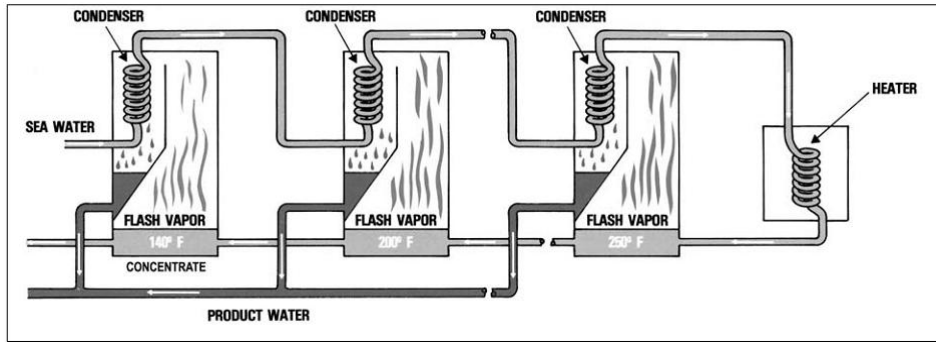 CONDENSER
CONDENSER
CONDENSER
HEATER
SEA WATER
FLASH VAPOR
FLASH VAPOR
FLASH VAPOR
140° F
200° F
250° F
CONCENTRATE
PRODUCT WATER